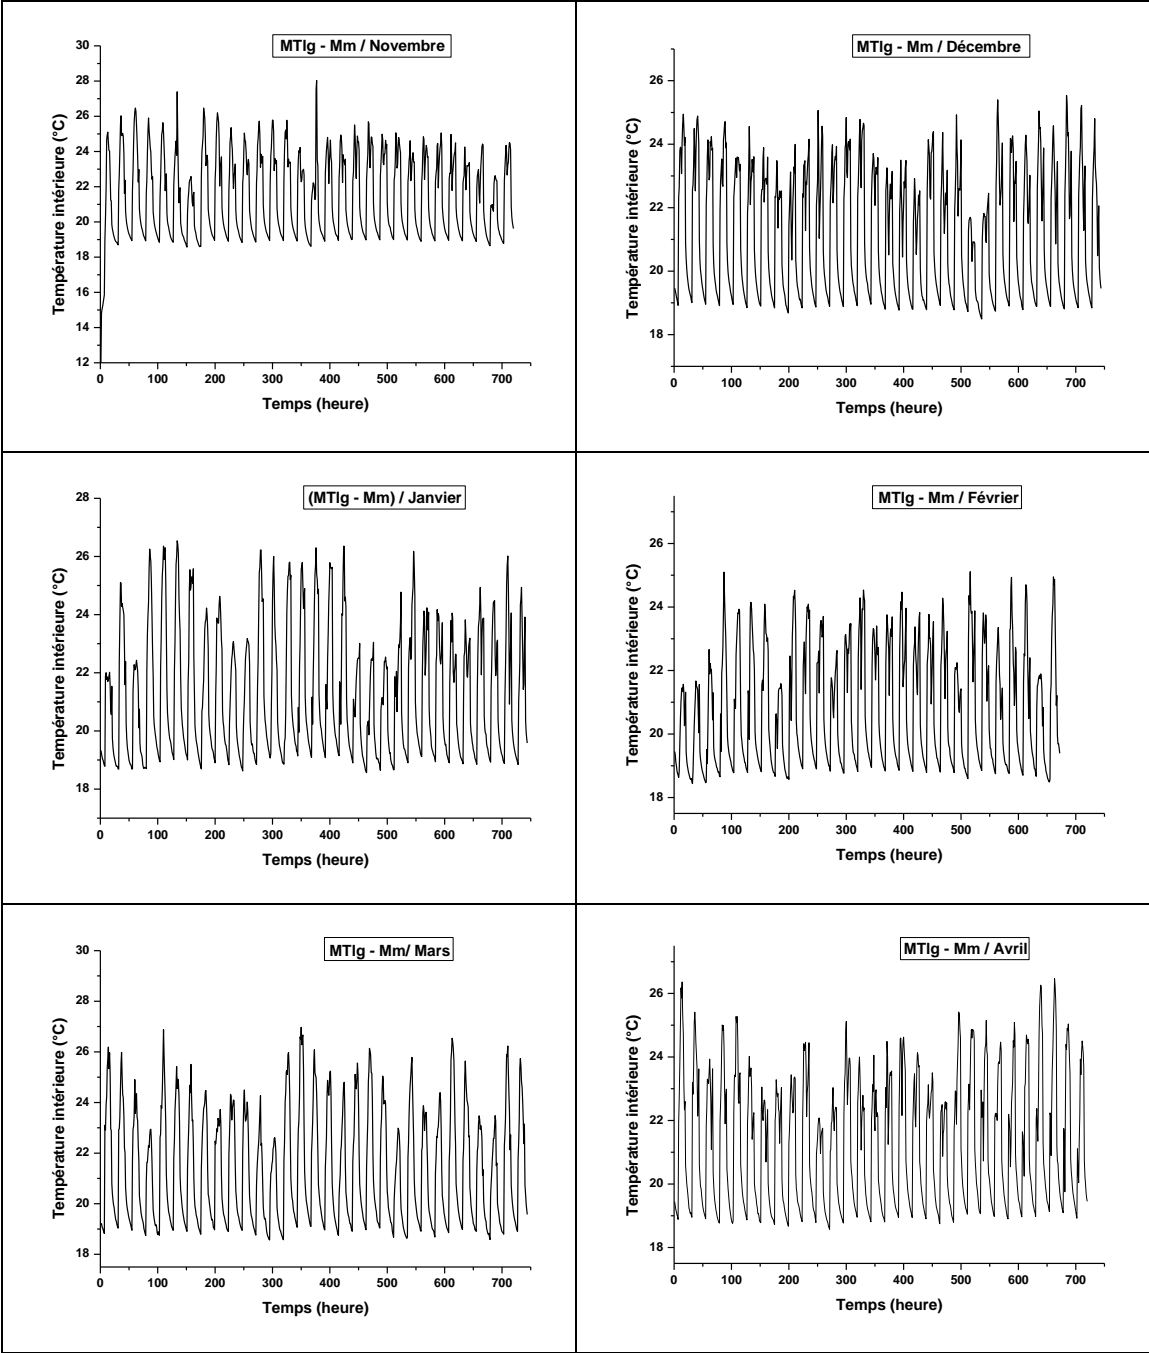 MTlg - Mm / Novembre
30
28
26
24
22
20
18
16
14
12
Température intérieure (°C)
0 100 200 300 400 500 600 700
Temps (heure)
MTlg - Mm / Décembre
26
24
22
20
18
Température intérieure (°C)
0 100 200 300 400 500 600 700
Temps (heure)
(MTlg - Mm) / Janvier
28
26
24
22
20
18
Température intérieure (°C)
0 100 200 300 400 500 600 700
Temps (heure)
MTlg - Mm / Février
26
24
22
20
18
Température intérieure (°C)
0 100 200 300 400 500 600 700
Temps (heure)
MTlg - Mm/ Mars
30
28
26
24
22
20
18
Température intérieure (°C)
0 100 200 300 400 500 600 700
Temps (heure)
MTlg - Mm / Avril
26
24
22
20
18
Température intérieure (°C)
0 100 200 300 400 500 600 700
Temps (heure)